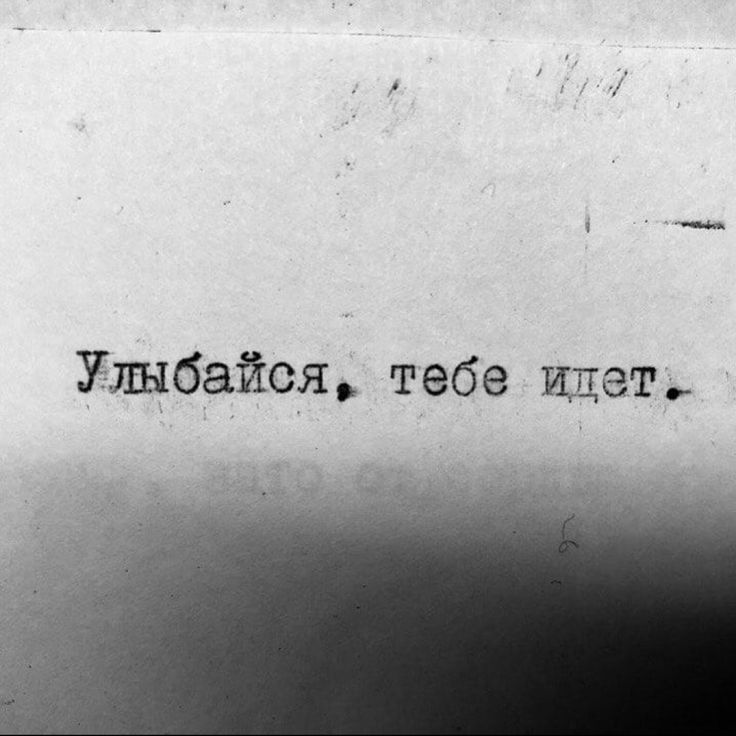 Улыбайся, тебе идет.